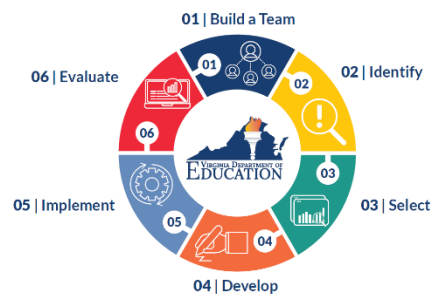 01 | Build a Team
06 | Evaluate
02 | Identify
01
02
06
03
VIRGINIA DEPARTMENT OF
EDUCATION
05
04
05 | Implement
03 | Select
04 | Develop